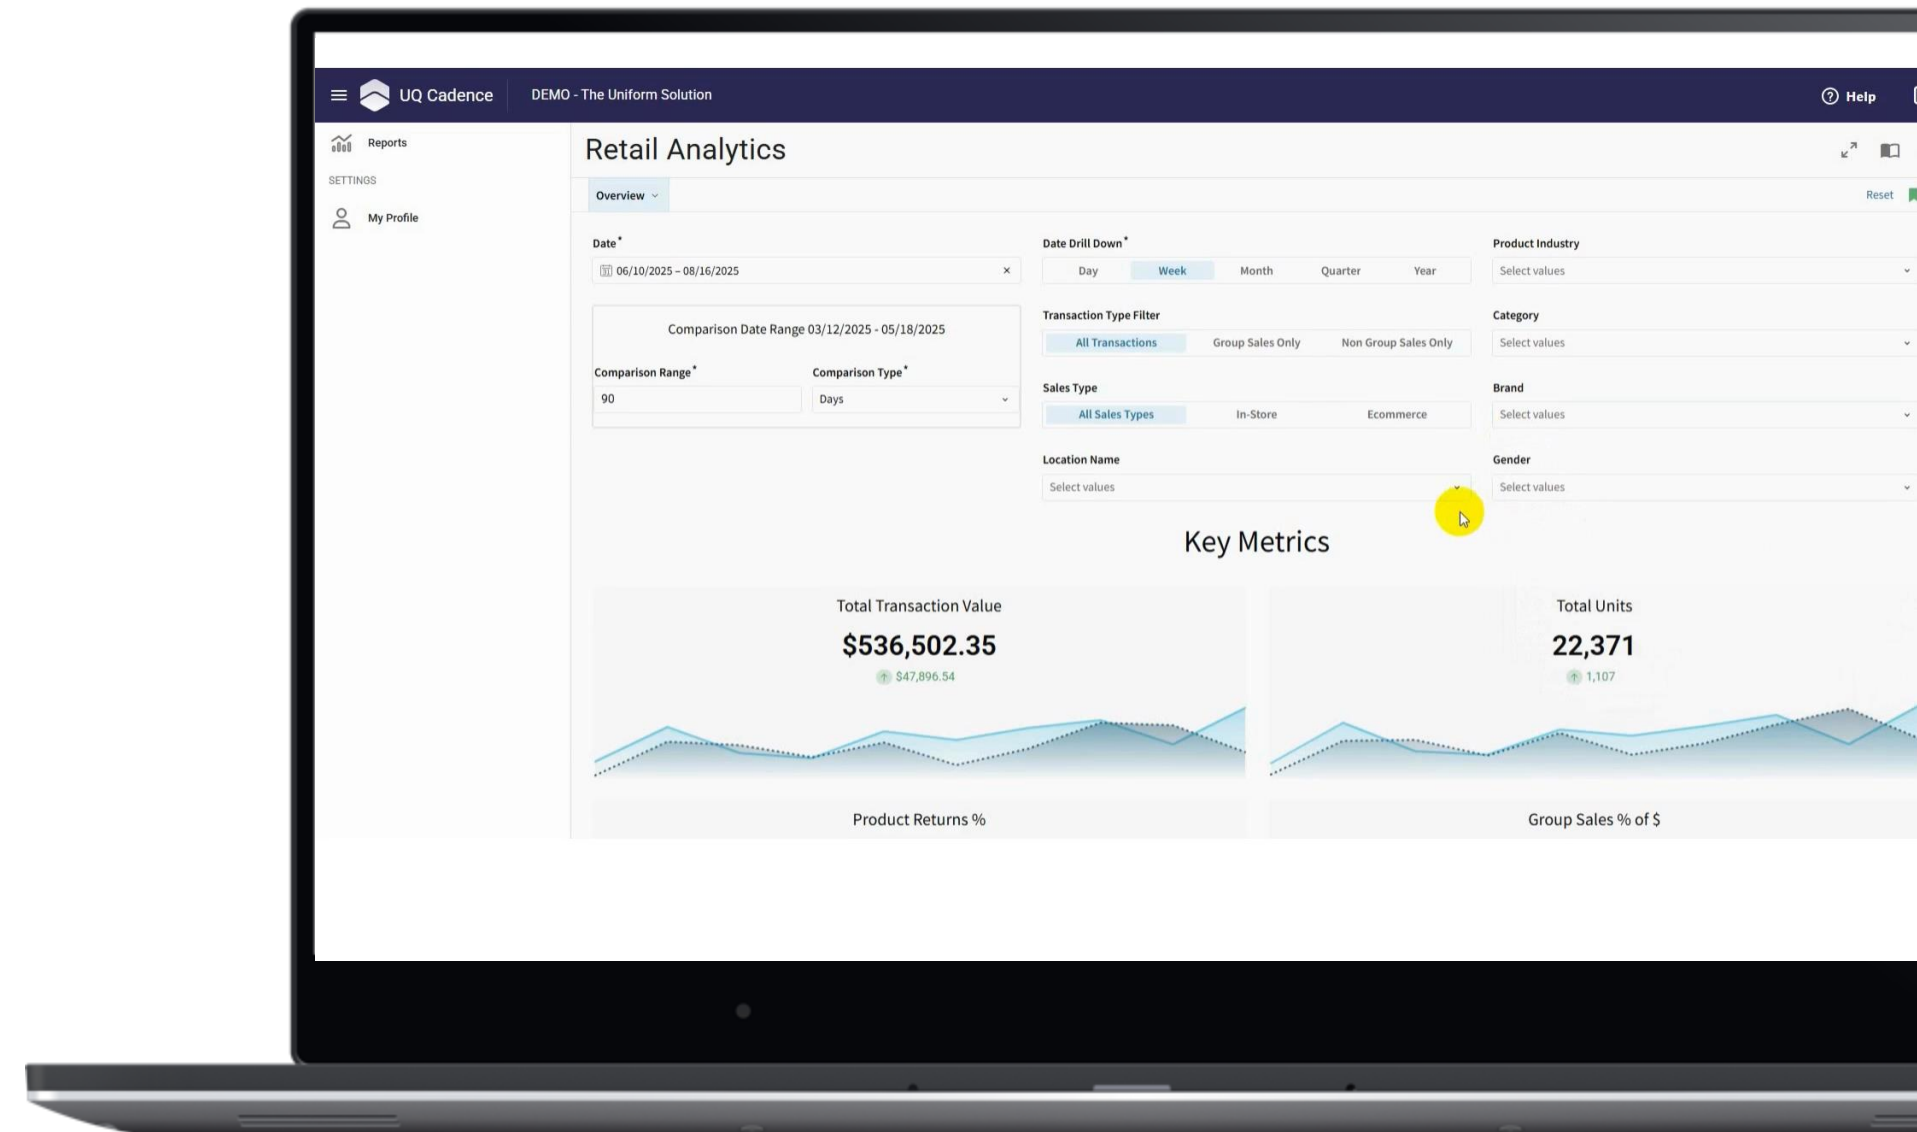 UQ Cadence
DEMO - The Uniform Solution
Help
Reports
SETTINGS
My Profile
Retail Analytics
Overview
Reset
Date*
06/10/2025 – 08/16/2025
Comparison Date Range 03/12/2025 - 05/18/2025
Comparison Range*
90
Comparison Type*
Days
Date Drill Down*
Day Week Month Quarter Year
Transaction Type Filter
All Transactions Group Sales Only Non Group Sales Only
Sales Type
All Sales Types In-Store Ecommerce
Location Name
Select values
Product Industry
Select values
Category
Select values
Brand
Select values
Gender
Select values
Key Metrics
Total Transaction Value
$536,502.35
$47,896.54
Total Units
22,371
1,107
Product Returns %
Group Sales % of $